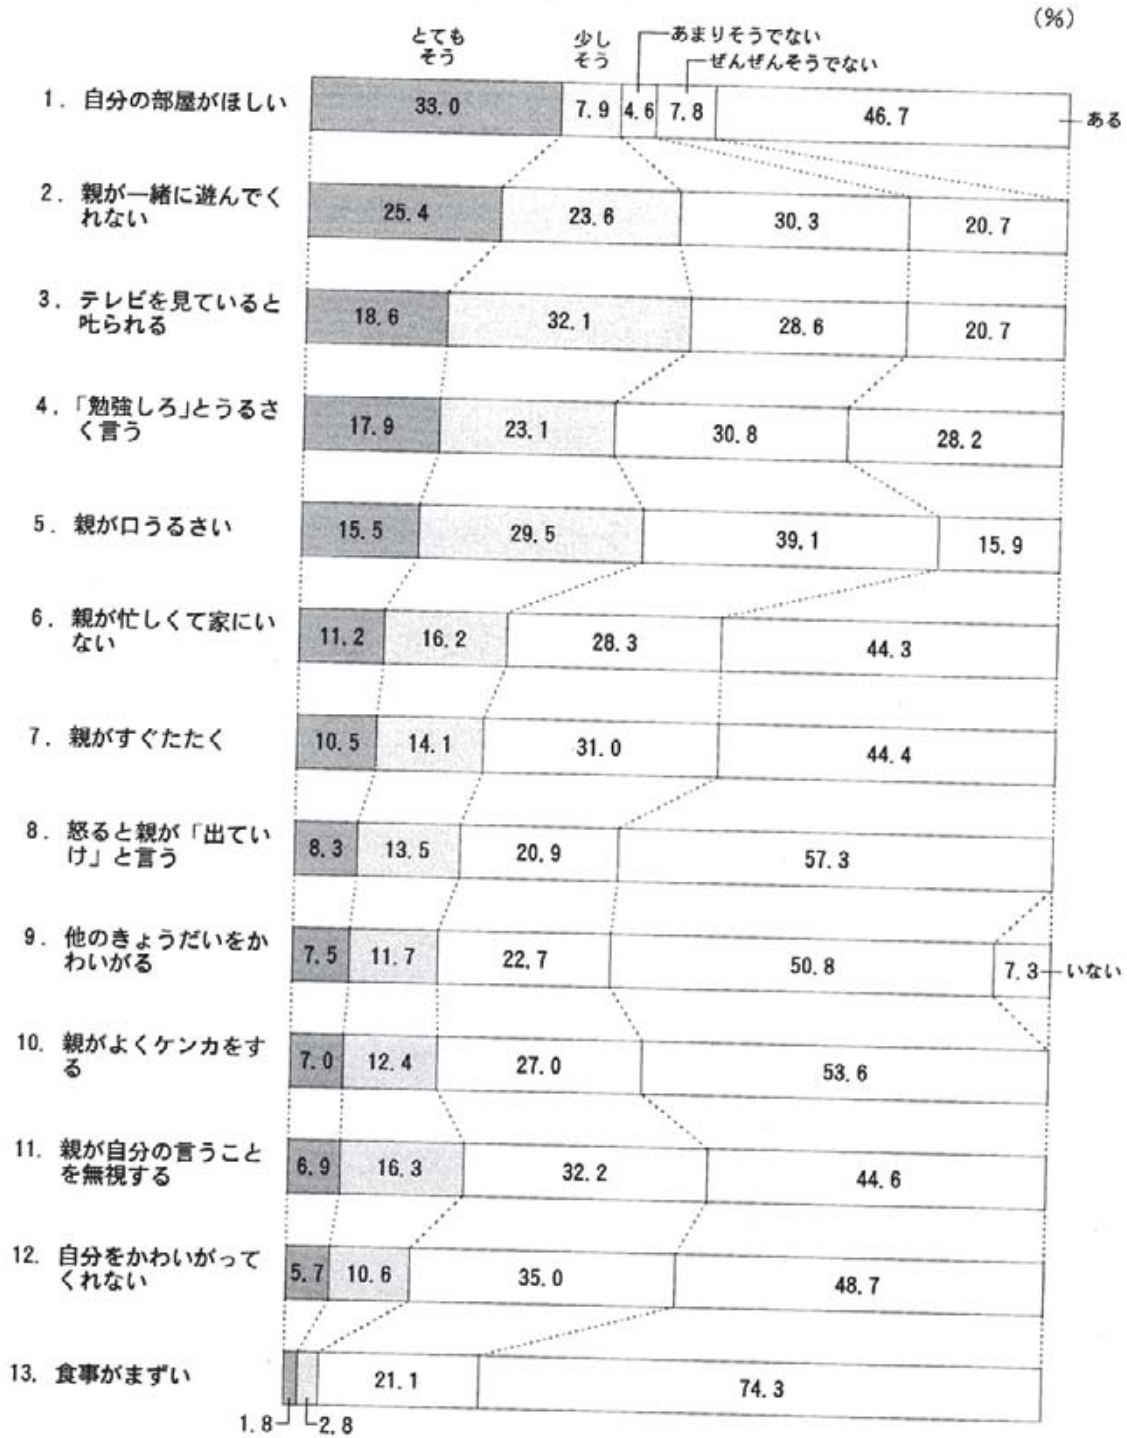 (%)
とても
そう
少し
そう
あまりそうでない
ぜんぜんそうでない
1. 自分の部屋がほしい
33.0 7.9 4.6 7.8 46.7 ある
2. 親が一緒に遊んでく
れない
25.4 23.6 30.3 20.7
3. テレビを見ていると
叱られる
18.6 32.1 28.6 20.7
4.「勉強しろ」とうるさ
く言う
17.9 23.1 30.8 28.2
5. 親が口うるさい
15.5 29.5 39.1 15.9
6. 親が忙しくて家にい
ない
11.2 16.2 28.3 44.3
7. 親がすぐたたく
10.5 14.1 31.0 44.4
8. 怒ると親が「出てい
け」と言う
8.3 13.5 20.9 57.3
9. 他のきょうだいをか
わいがる
7.5 11.7 22.7 50.8 7.3 いない
10. 親がよくケンカをす
る
7.0 12.4 27.0 53.6
11. 親が自分の言うこと
を無視する
6.9 16.3 32.2 44.6
12. 自分をかわいがって
くれない
5.7 10.6 35.0 48.7
13. 食事がまずい
21.1 74.3
1.8 2.8